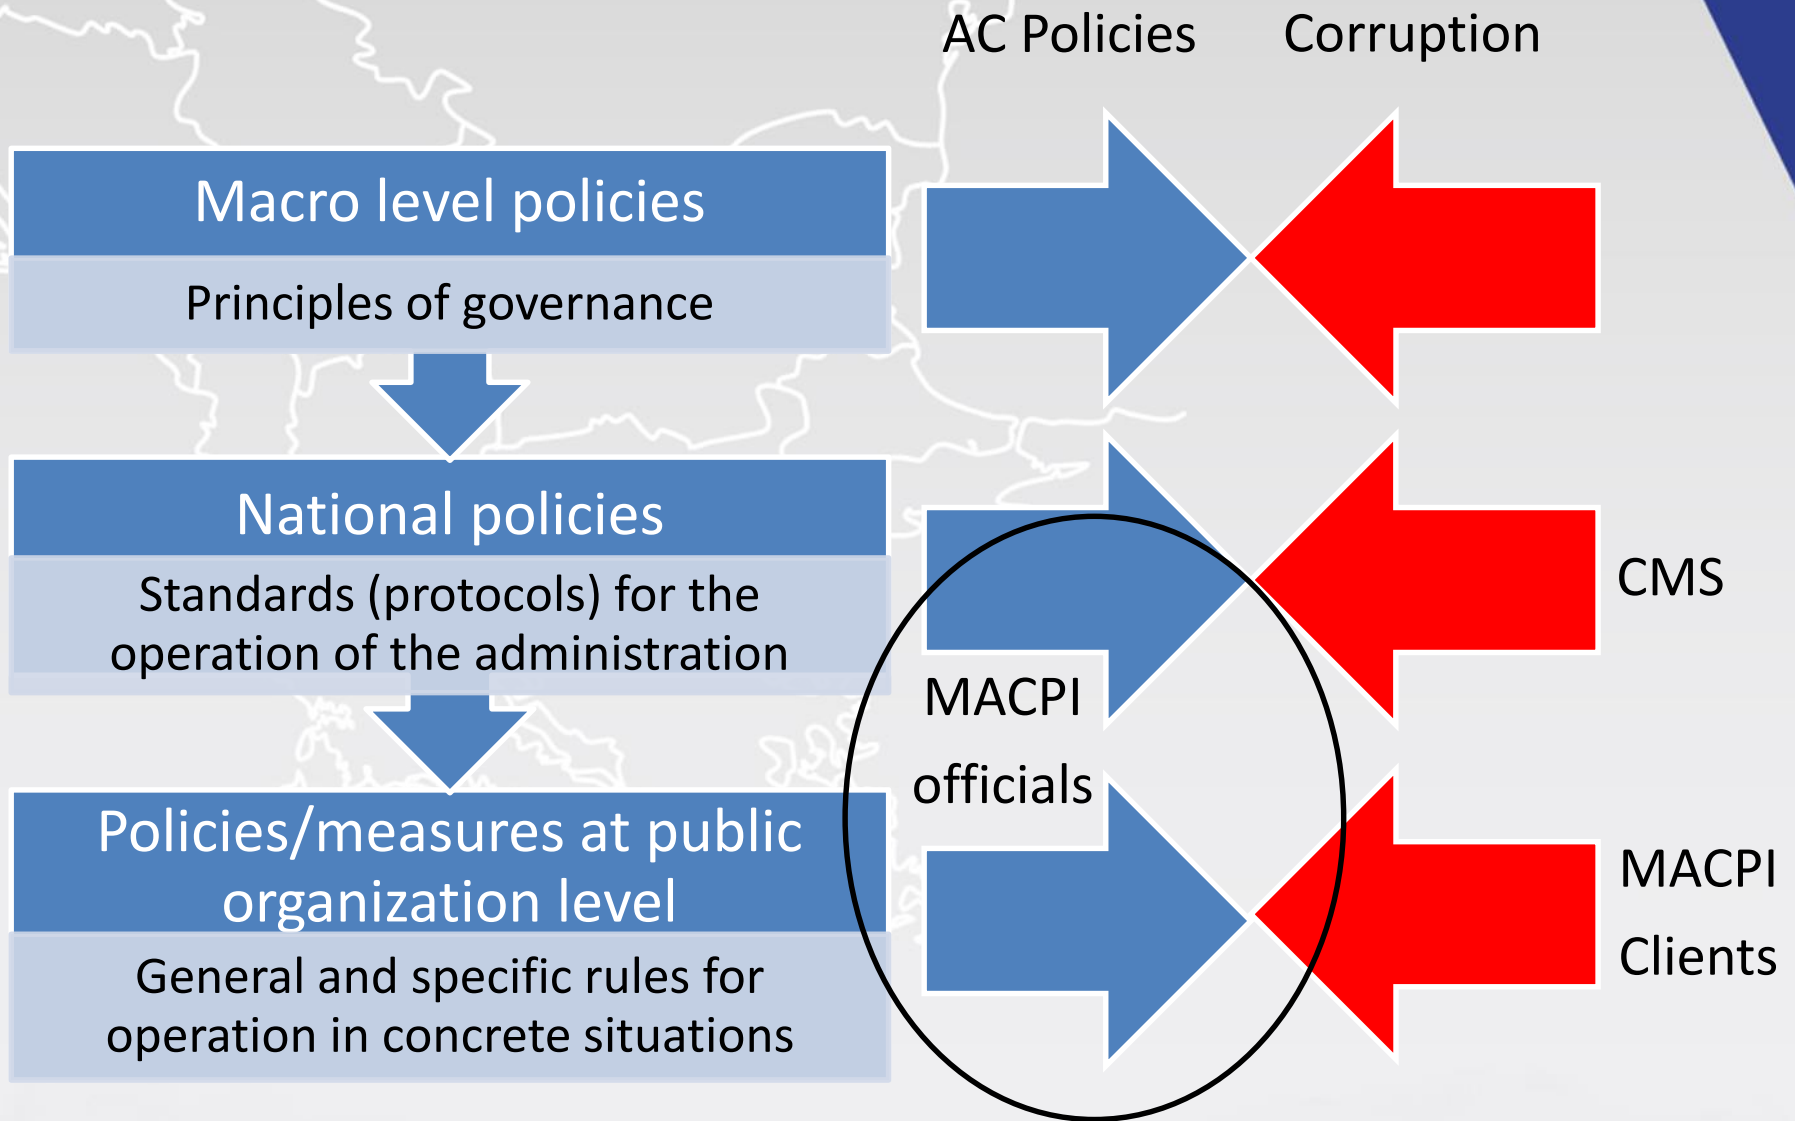 AC Policies
Corruption
Macro level policies
Principles of governance
National policies
Standards (protocols) for the
operation of the administration
CMS
MACPI
officials
Policies/measures at public
organization level
General and specific rules for
operation in concrete situations
MACPI
Clients